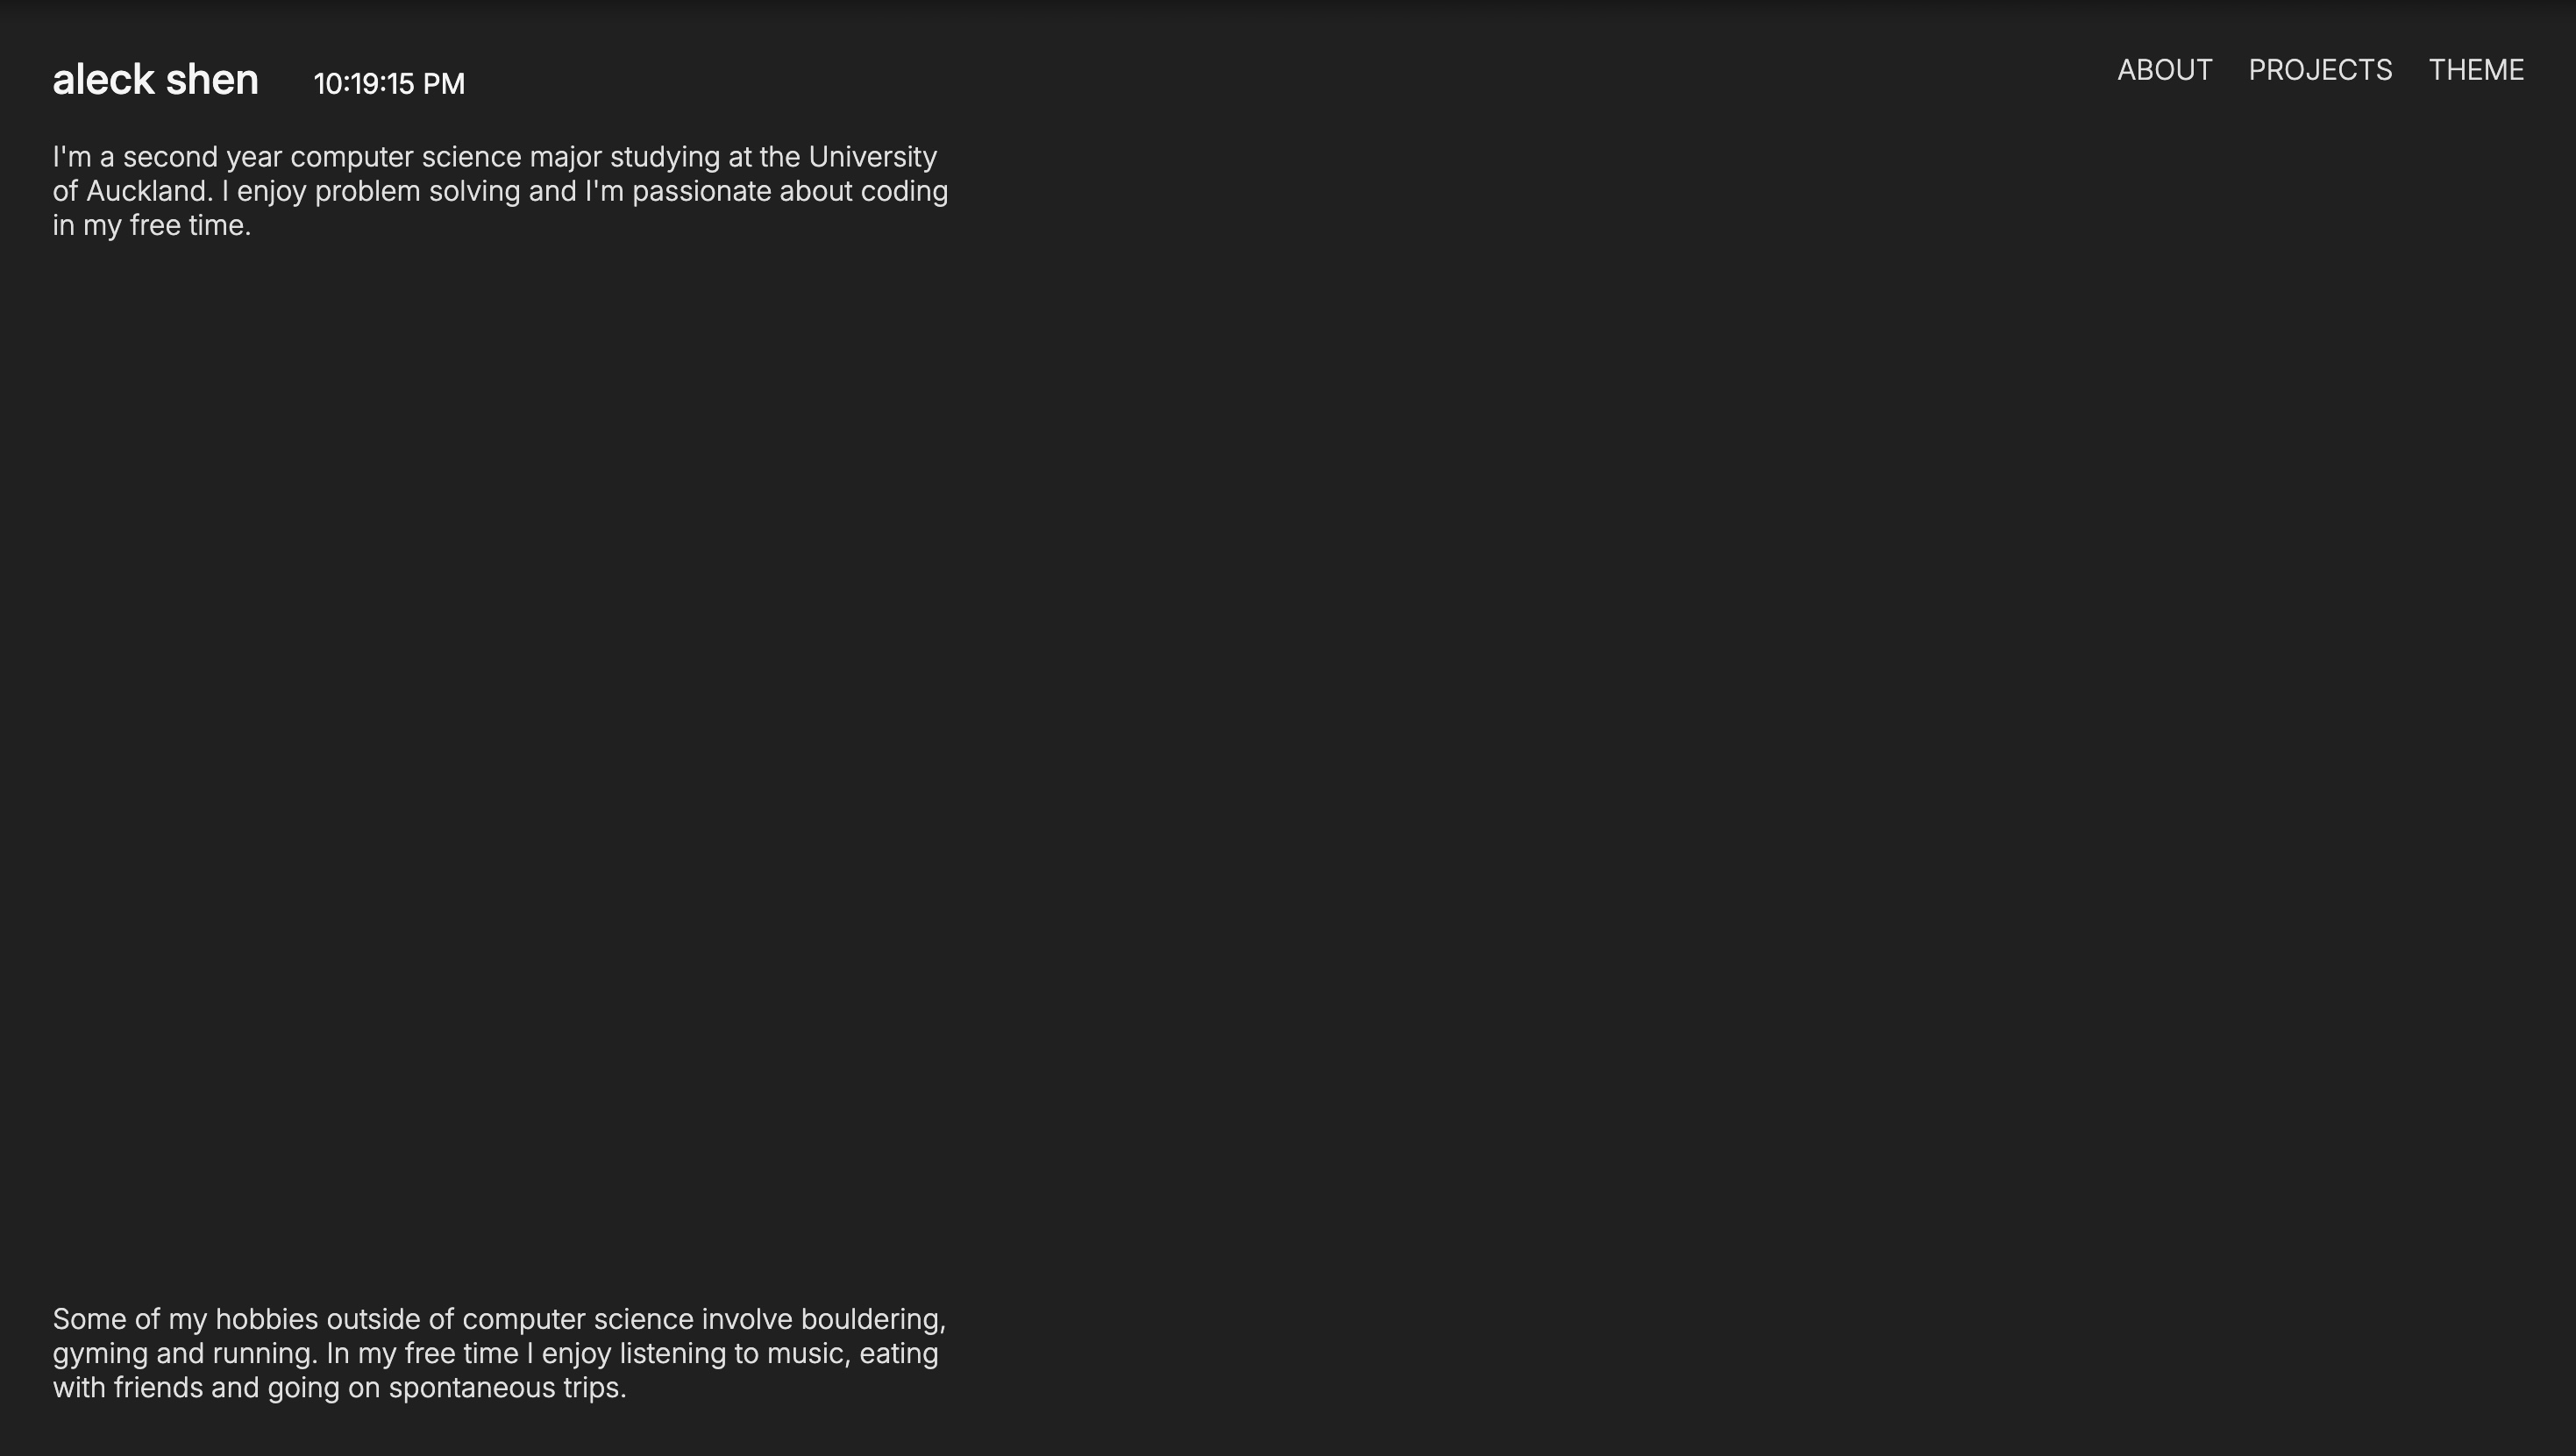 aleck shen 10:19:15 PM ABOUT PROJECTS THEME
I'm a second year computer science major studying at the University
of Auckland. I enjoy problem solving and I'm passionate about coding
in my free time.
Some of my hobbies outside of computer science involve bouldering,
gyming and running. In my free time I enjoy listening to music, eating
with friends and going on spontaneous trips.